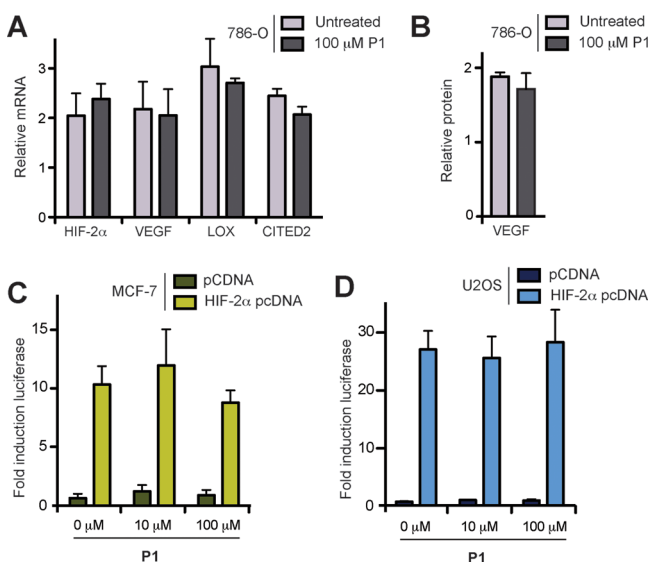 A
786-O
Untreated
100 μM P1
Relative mRNA
3
2
1
0
HIF-2α VEGF LOX CITED2
B
786-O
Untreated
100 μM P1
Relative protein
2
1
0
VEGF
C
MCF-7
pCDNA
HIF-2α pcDNA
Fold induction luciferase
15
10
5
0
0 μM 10 μM 100 μM
P1
D
U2OS
pCDNA
HIF-2α pcDNA
Fold induction luciferase
30
20
10
0
0 μM 10 μM 100 μM
P1